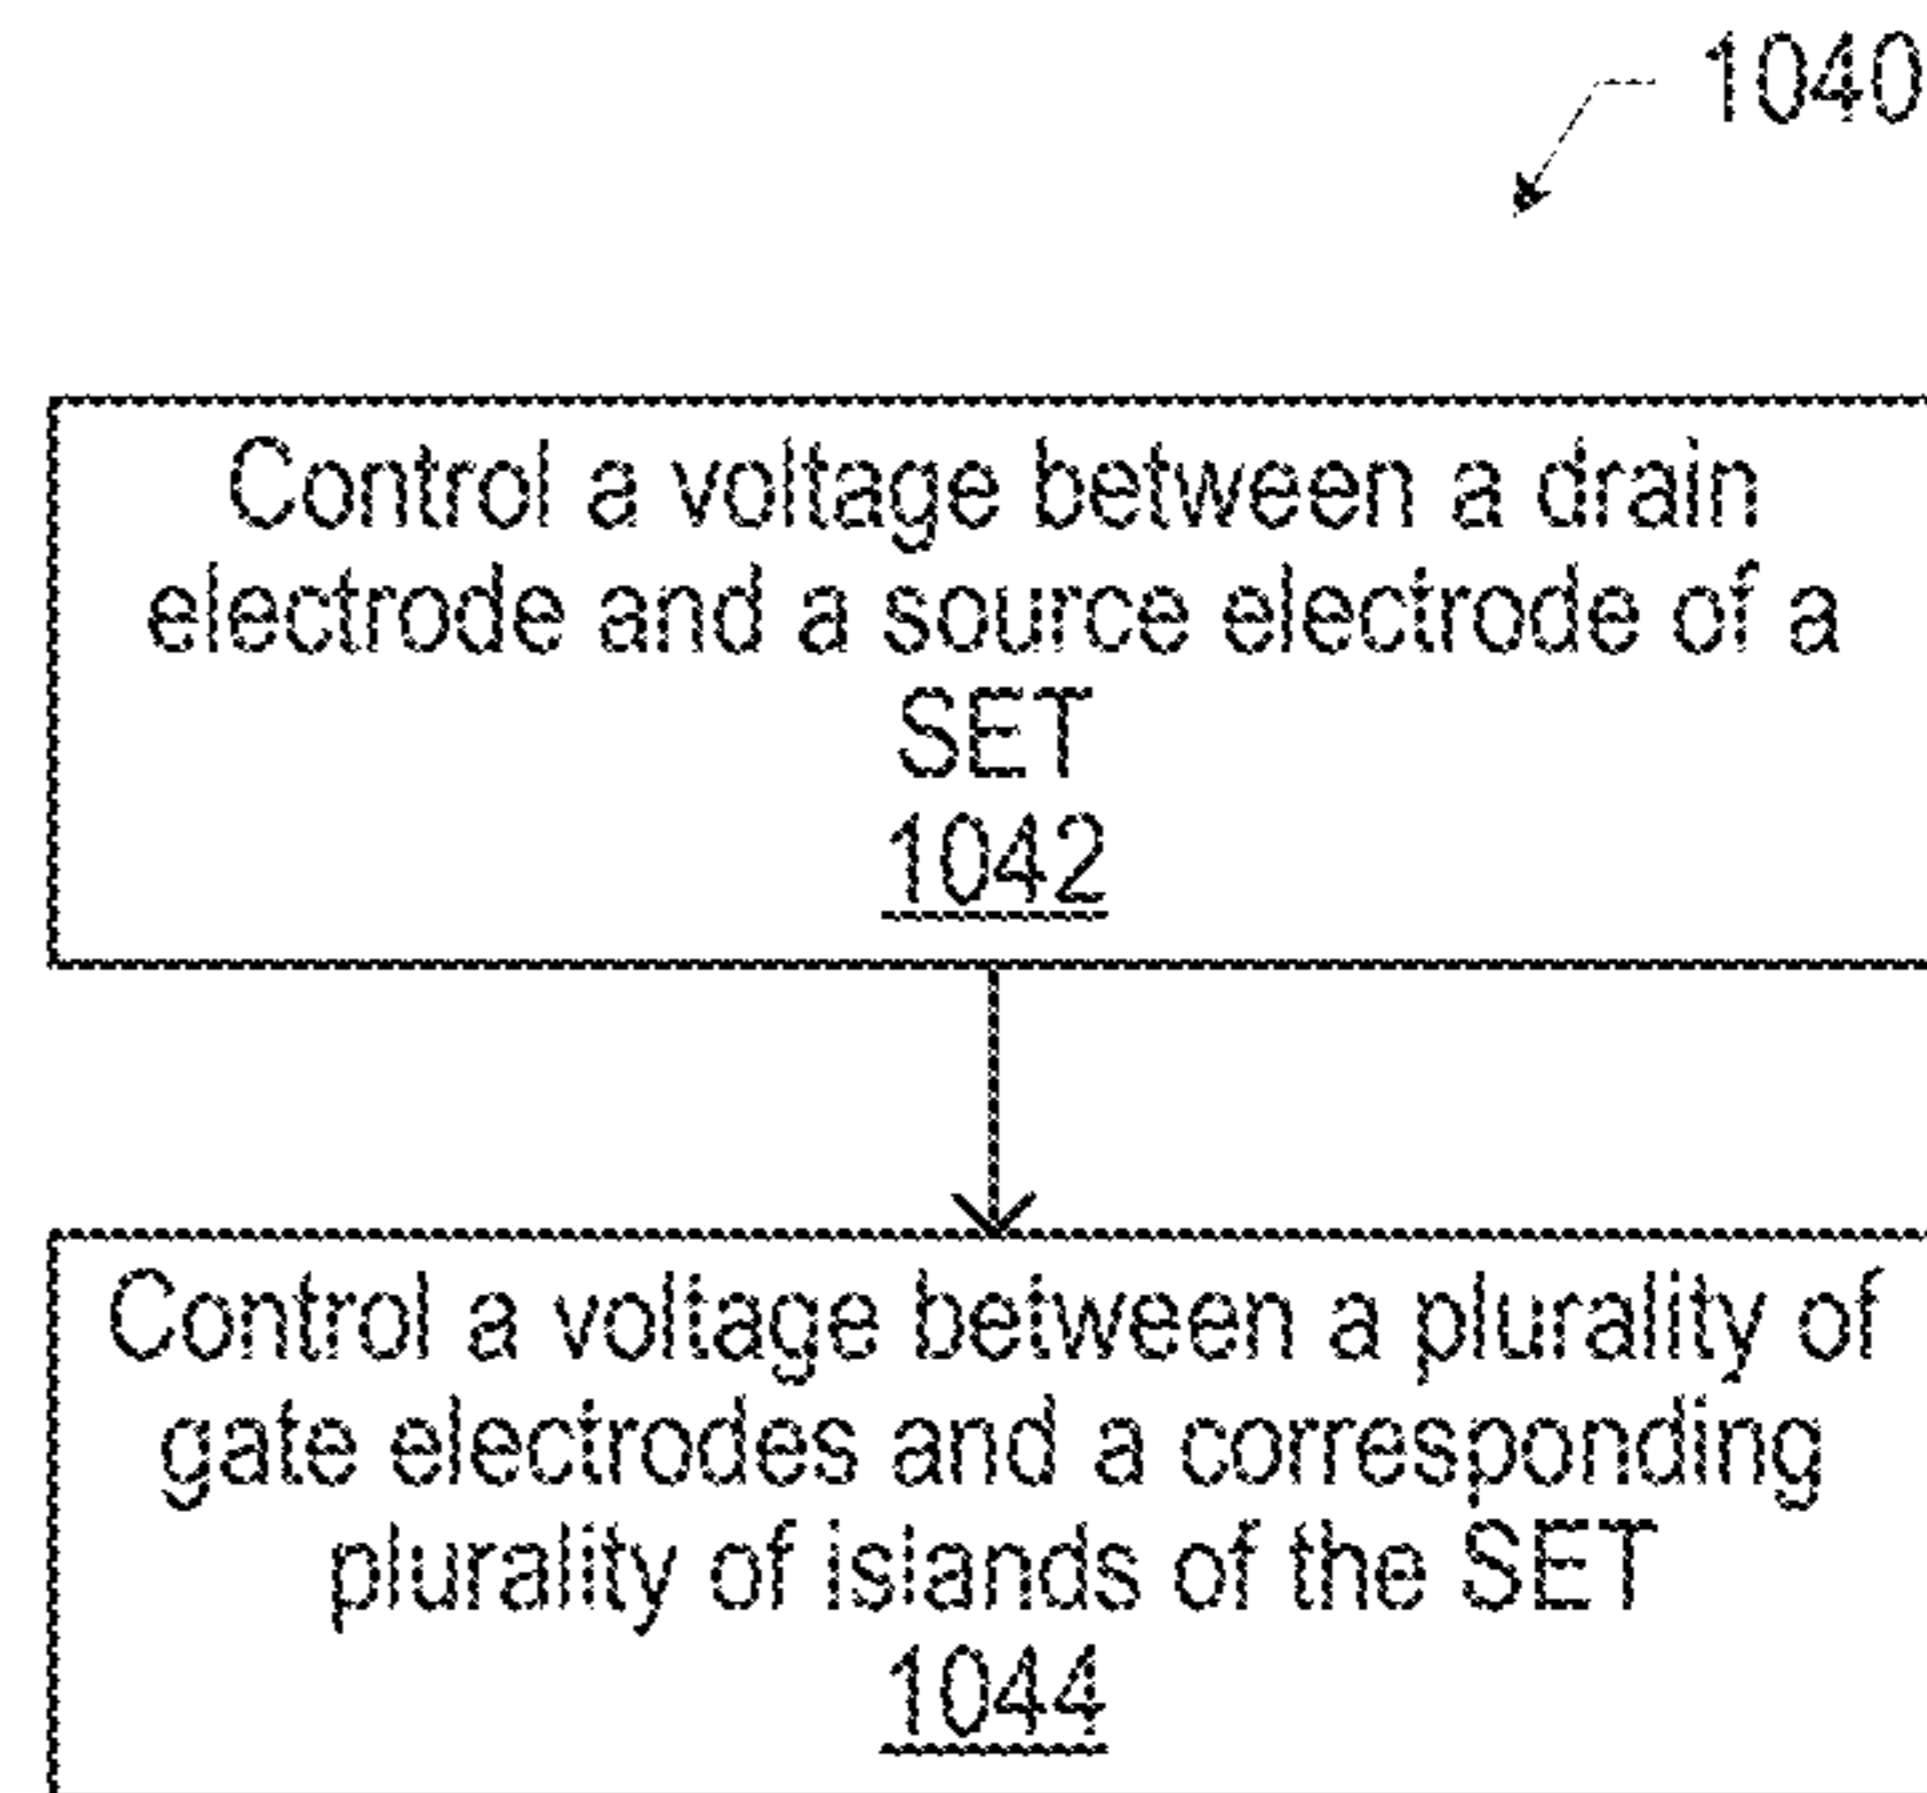 1040
Control a voltage between a drain
electrode and a source electrode of a
SET
1042
Control a voltage between a plurality of
gate electrodes and a corresponding
plurality of islands of the SET
1044